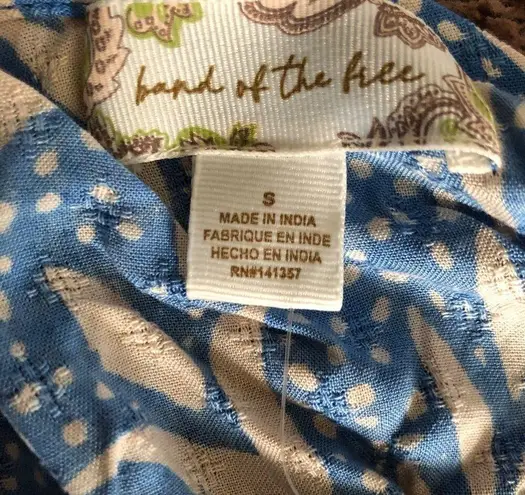 band of the free
S
MADE IN INDIA
FABRIQUE EN INDE
HECHO EN INDIA
RN#141357